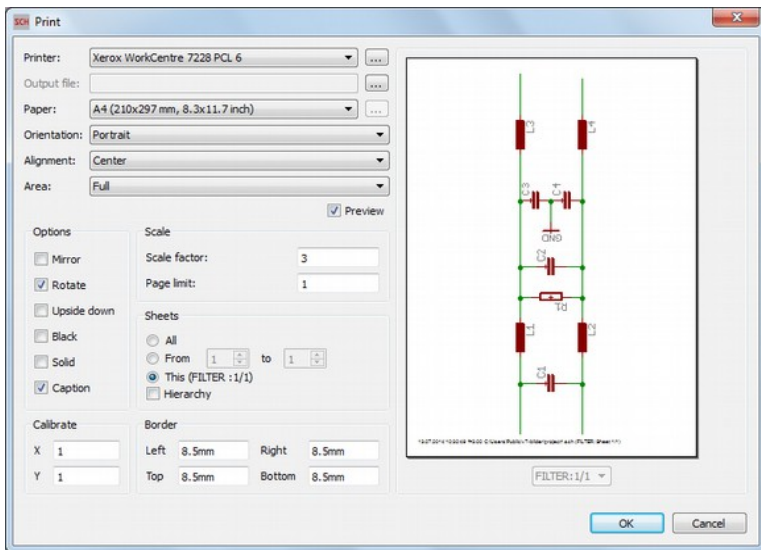 SCH Print
Printer: Xerox WorkCentre 7228 PCL 6 ...
Output file: ...
Paper: A4 (210x297 mm, 8.3x11.7 inch) ...
Orientation: Portrait
Alignment: Center
Area: Full
Preview
Options
Mirror
Rotate
Upside down
Black
Solid
Caption
Scale
Scale factor: 3
Page limit: 1
Sheets
All
From 1 to 1
This (FILTER :1/1)
Hierarchy
Calibrate
X 1
Y 1
Border
Left 8.5mm Right 8.5mm
Top 8.5mm Bottom 8.5mm
L3 L4
C3 C4
GND
C2
R1
L1 L2
C1
FILTER:1/1
OK Cancel